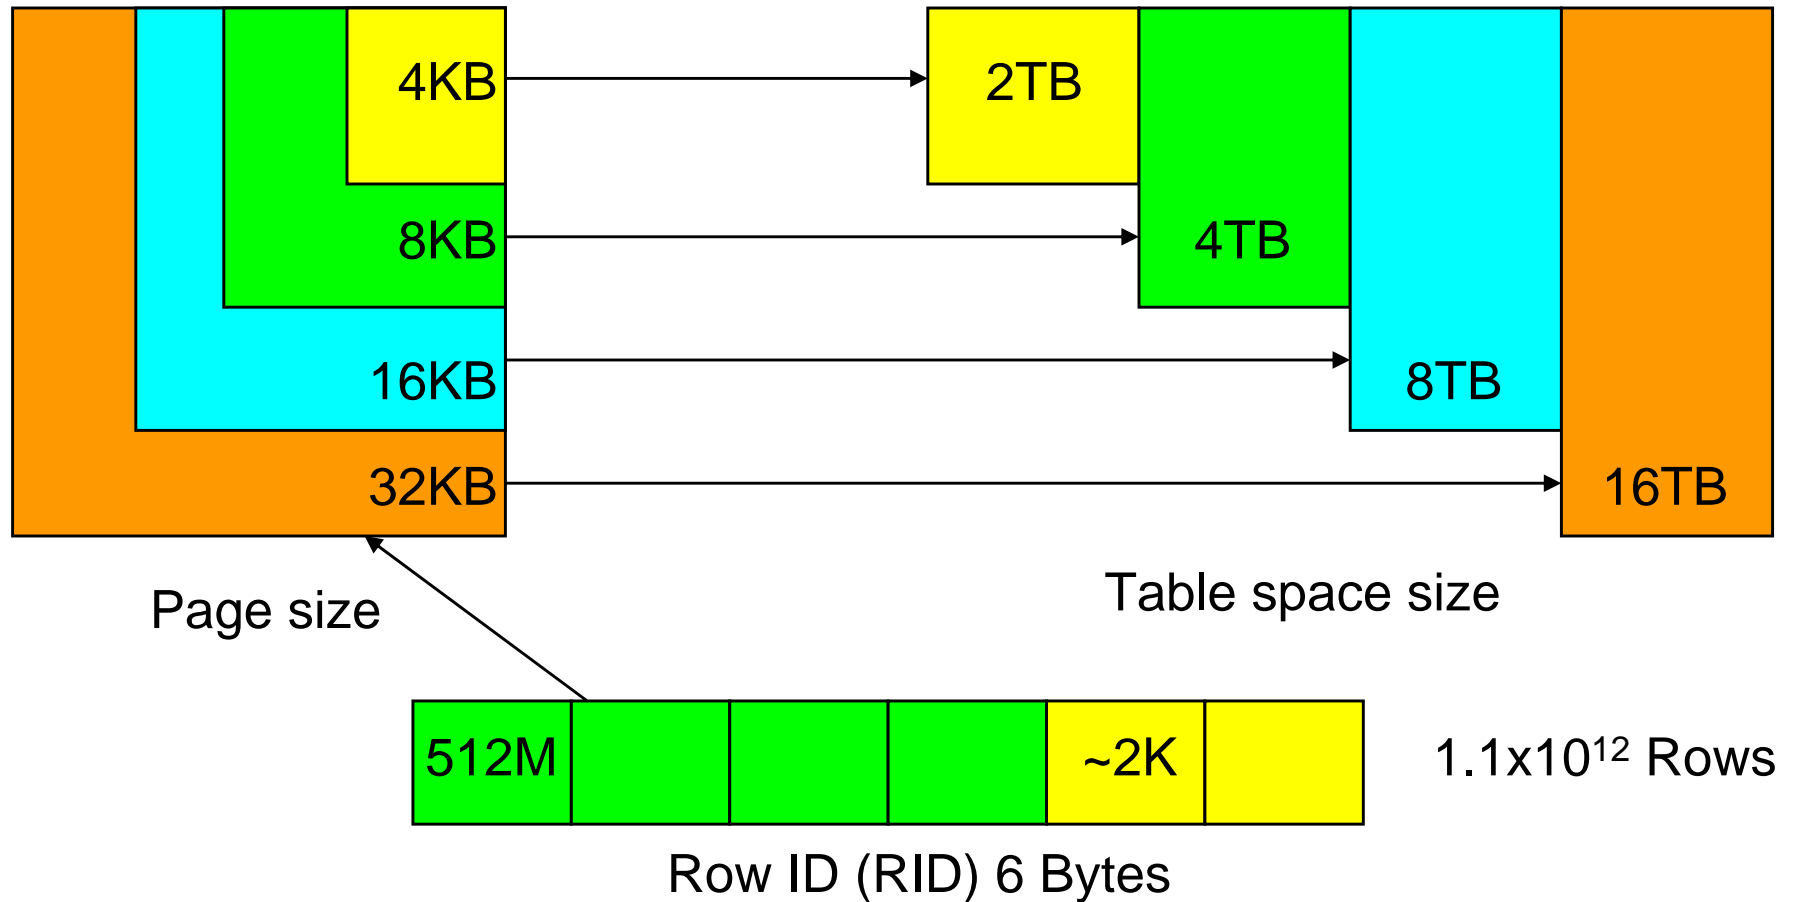 4KB 2TB
8KB 4TB
16KB 8TB
32KB 16TB
Page size Table space size
512M ~2K 1.1x10¹² Rows
Row ID (RID) 6 Bytes